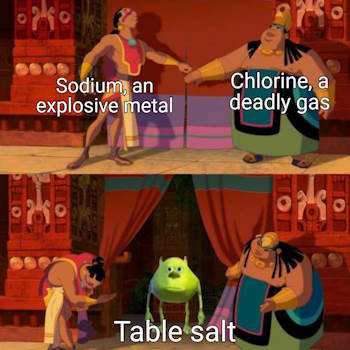 Sodium, an
explosive metal
Chlorine, a
deadly gas
Table salt